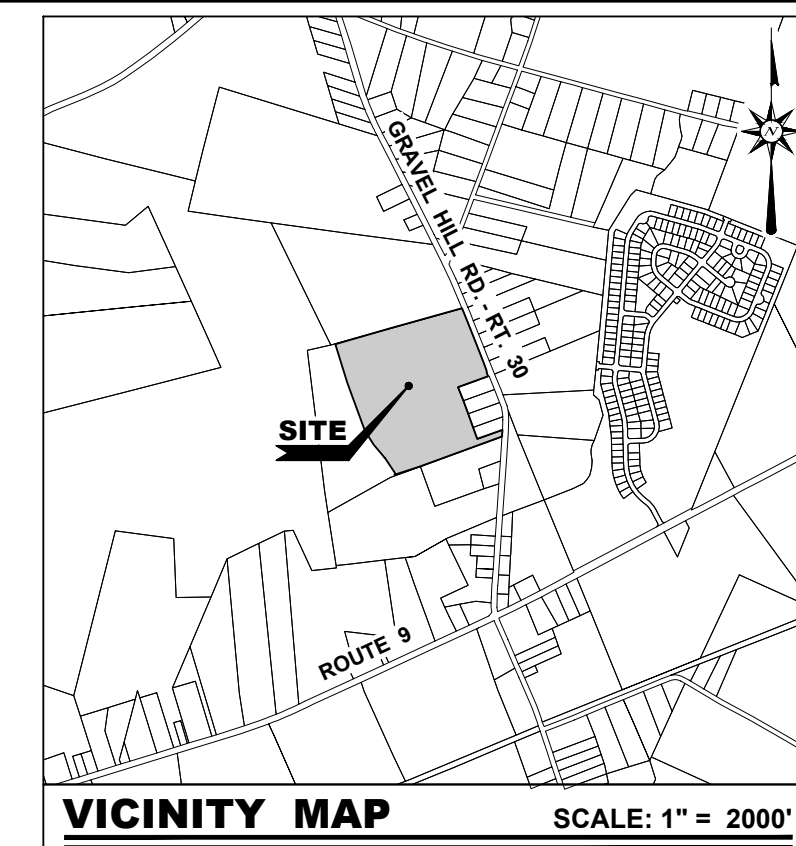 N
GRAVEL HILL RD. - RT. 30
SITE
ROUTE 9
VICINITY MAP
SCALE: 1" = 2000'